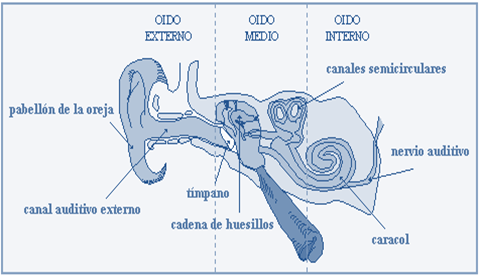 OIDO
EXTERNO
OIDO
MEDIO
OIDO
INTERNO
canales semicirculares
pabellón de la oreja
nervio auditivo
tímpano
canal auditivo externo
cadena de huesillos
caracol